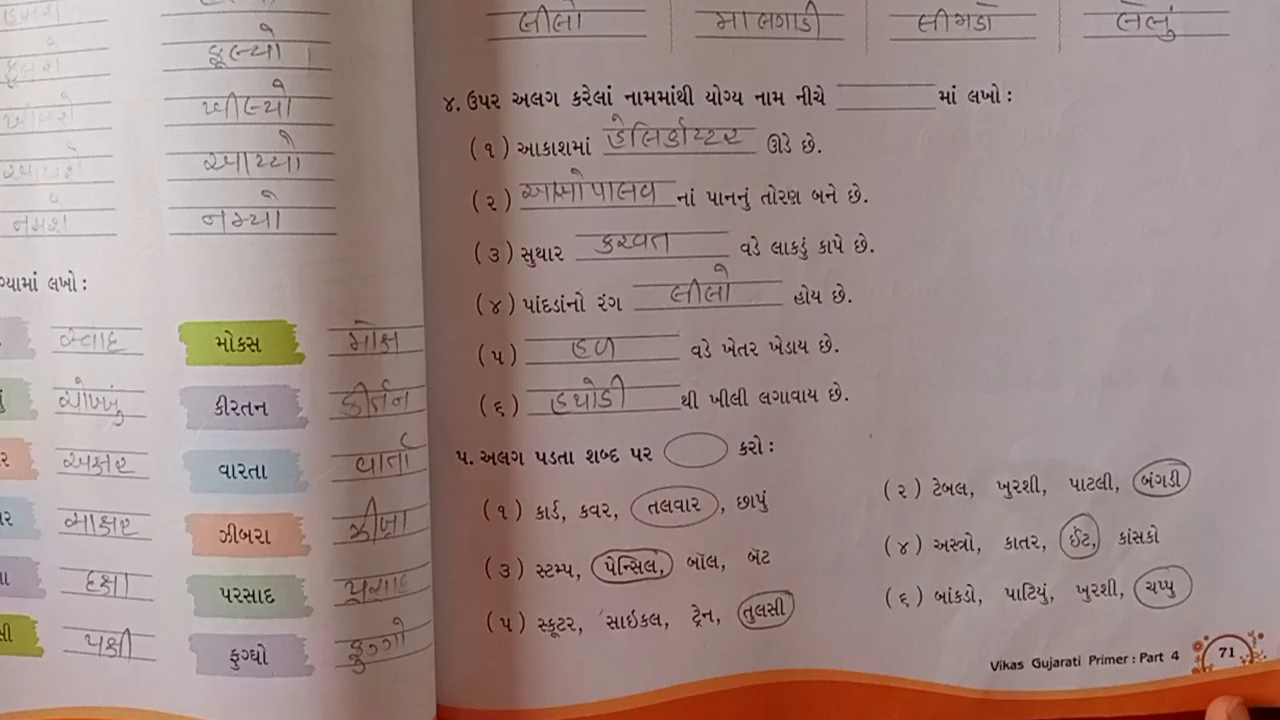 ફૂલ્યો
ખીલ્યો
આવ્યો
નમશે નમ્યો
ગ્યામાં લખો :
સ્વાદ મોકસ મોક્ષ
ચોખ્ખું કીરતન કીર્તન
અક્ષર વારતા વાર્તા
સાક્ષર ઝીબરા ઝીબ્રા
દક્ષા પરસાદ પ્રસાદ
પક્ષી ફુગ્ઘો ફુગ્ગો
લીલો માલગાડી લીંગડો લેલું
૪. ઉપર અલગ કરેલાં નામમાંથી યોગ્ય નામ નીચે ______ માં લખો :
(૧) આકાશમાં હેલિકૉપ્ટર ઊડે છે.
(૨) આસોપાલવ નાં પાનનું તોરણ બને છે.
(૩) સુથાર કરવત વડે લાકડું કાપે છે.
(૪) પાંદડાંનો રંગ લીલો હોય છે.
(૫) હળ વડે ખેતર ખેડાય છે.
(૬) હથોડી થી ખીલી લગાવાય છે.
૫. અલગ પડતા શબ્દ પર કરો :
(૧) કાર્ડ, કવર, તલવાર, છાપું
(૨) ટેબલ, ખુરશી, પાટલી, બંગડી
(૩) સ્ટમ્પ, પેન્સિલ, બૉલ, બૅટ
(૪) અસ્ત્રો, કાતર, ઈંટ, કાંસકો
(૫) સ્કૂટર, સાઇકલ, ટ્રેન, તુલસી
(૬) બાંકડો, પાટિયું, ખુરશી, ચપ્પુ
Vikas Gujarati Primer : Part 4 71